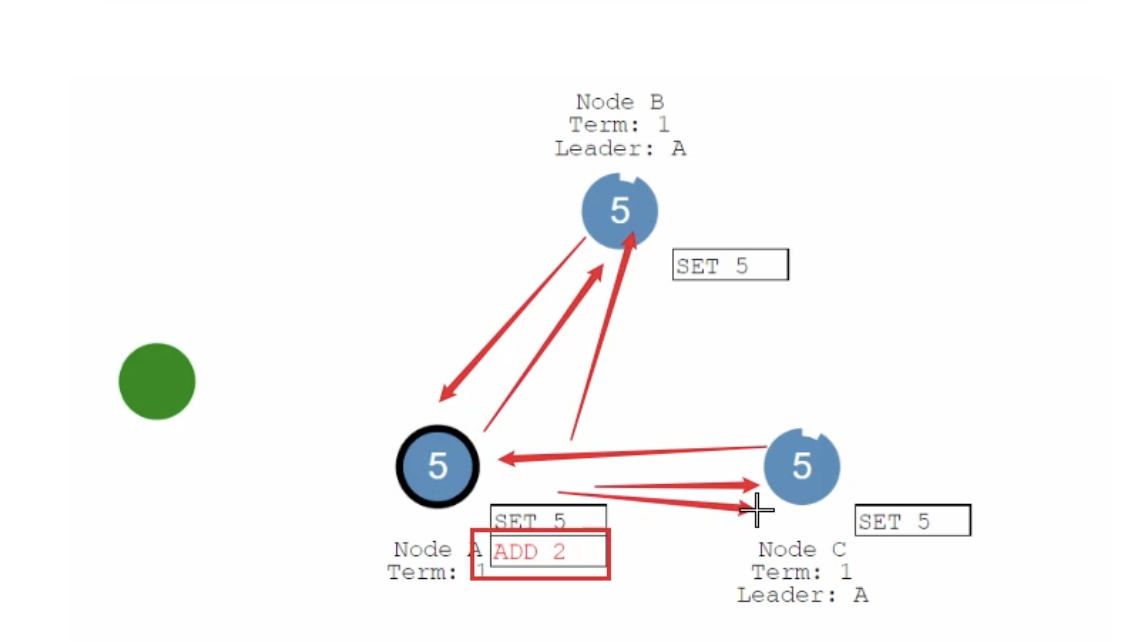 Node B
Term: 1
Leader: A
5
SET 5
5
SET 5
ADD 2
Node A
Term: 1
5
SET 5
Node C
Term: 1
Leader: A